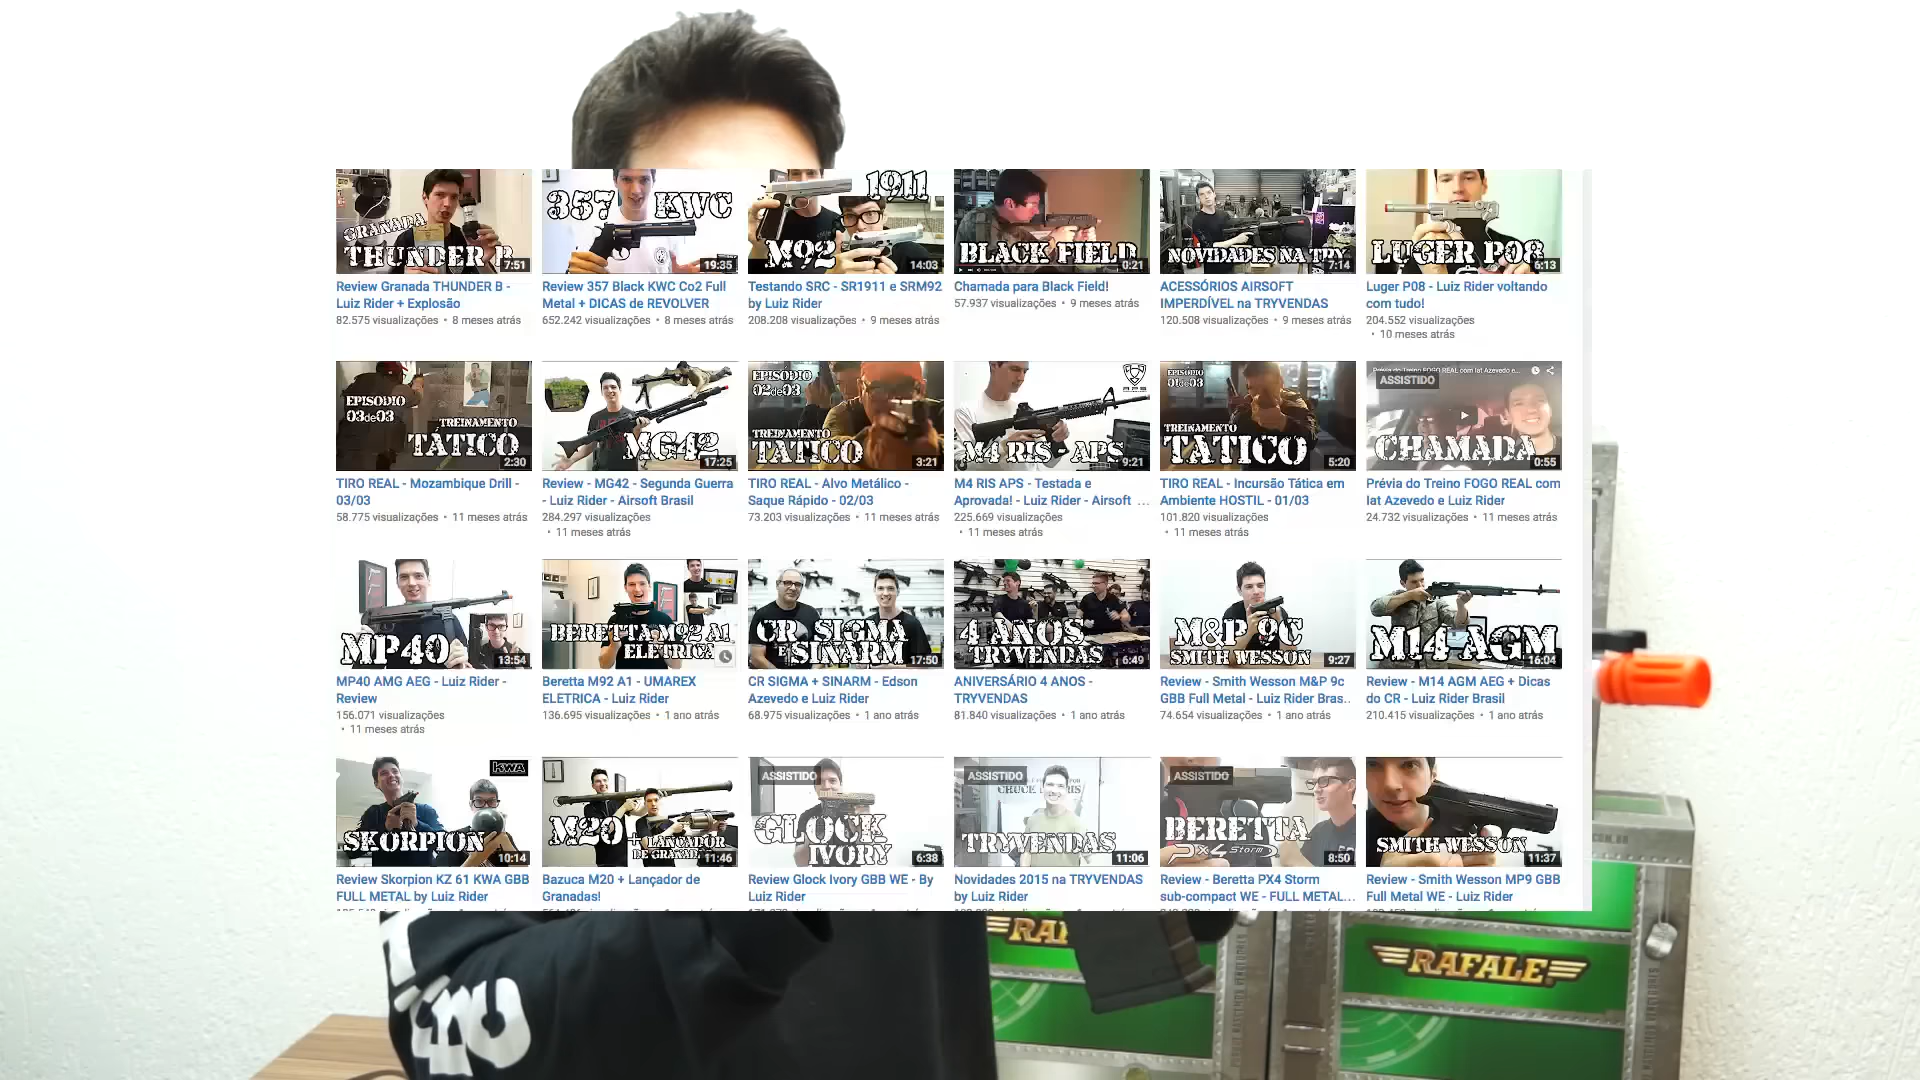 GRANADA
THUNDER B
7:51
Review Granada THUNDER B -
Luiz Rider + Explosão
82.575 visualizações • 8 meses atrás
357 KWC
19:35
Review 357 Black KWC Co2 Full
Metal + DICAS de REVOLVER
652.242 visualizações • 8 meses atrás
1911
M92
14:03
Testando SRC - SR1911 e SRM92
by Luiz Rider
208.208 visualizações • 9 meses atrás
BLACK FIELD
0:21
Chamada para Black Field!
57.937 visualizações • 9 meses atrás
NOVIDADES NA TRY
7:14
ACESSÓRIOS AIRSOFT
IMPERDÍVEL na TRYVENDAS
120.508 visualizações • 9 meses atrás
LUGER P08
6:13
Luger P08 - Luiz Rider voltando
com tudo!
204.552 visualizações
• 10 meses atrás
EPISODIO
03de03
TREINAMENTO
TÁTICO
2:30
TIRO REAL - Mozambique Drill -
03/03
58.775 visualizações • 11 meses atrás
MG42
17:25
Review - MG42 - Segunda Guerra
- Luiz Rider - Airsoft Brasil
284.297 visualizações
• 11 meses atrás
EPISÓDIO
02de03
TREINAMENTO
TÁTICO
3:21
TIRO REAL - Alvo Metálico -
Saque Rápido - 02/03
73.203 visualizações • 11 meses atrás
APS
M4 RIS - APS
9:21
M4 RIS APS - Testada e
Aprovada! - Luiz Rider - Airsoft ...
225.669 visualizações
• 11 meses atrás
EPISÓDIO
01de03
TREINAMENTO
TÁTICO
5:20
TIRO REAL - Incursão Tática em
Ambiente HOSTIL - 01/03
101.820 visualizações
• 11 meses atrás
Prévia do Treino FOGO REAL com Iat Azevedo e...
ASSISTIDO
CHAMADA
0:55
Prévia do Treino FOGO REAL com
Iat Azevedo e Luiz Rider
24.732 visualizações • 11 meses atrás
MP40
13:54
MP40 AMG AEG - Luiz Rider -
Review
156.071 visualizações
• 11 meses atrás
BERETTA M92 A1
ELETRICA
Beretta M92 A1 - UMAREX
ELETRICA - Luiz Rider
136.695 visualizações • 1 ano atrás
CR SIGMA
E SINARM
17:50
CR SIGMA + SINARM - Edson
Azevedo e Luiz Rider
68.975 visualizações • 1 ano atrás
4 ANOS
TRYVENDAS
6:49
ANIVERSÁRIO 4 ANOS -
TRYVENDAS
81.840 visualizações • 1 ano atrás
M&P 9C
SMITH WESSON
9:27
Review - Smith Wesson M&P 9c
GBB Full Metal - Luiz Rider Bras..
74.654 visualizações • 1 ano atrás
M14 AGM
16:04
Review - M14 AGM AEG + Dicas
do CR - Luiz Rider Brasil
210.415 visualizações • 1 ano atrás
KWA
SKORPION
10:14
Review Skorpion KZ 61 KWA GBB
FULL METAL by Luiz Rider
M20 + LANÇADOR
DE GRANADA
11:46
Bazuca M20 + Lançador de
Granadas!
ASSISTIDO
GLOCK
IVORY
6:38
Review Glock Ivory GBB WE - By
Luiz Rider
ASSISTIDO
TRYVENDAS
11:06
Novidades 2015 na TRYVENDAS
by Luiz Rider
ASSISTIDO
BERETTA
Px4 Storm
8:50
Review - Beretta PX4 Storm
sub-compact WE - FULL METAL...
SMITH WESSON
11:37
Review - Smith Wesson MP9 GBB
Full Metal WE - Luiz Rider
RAFALE